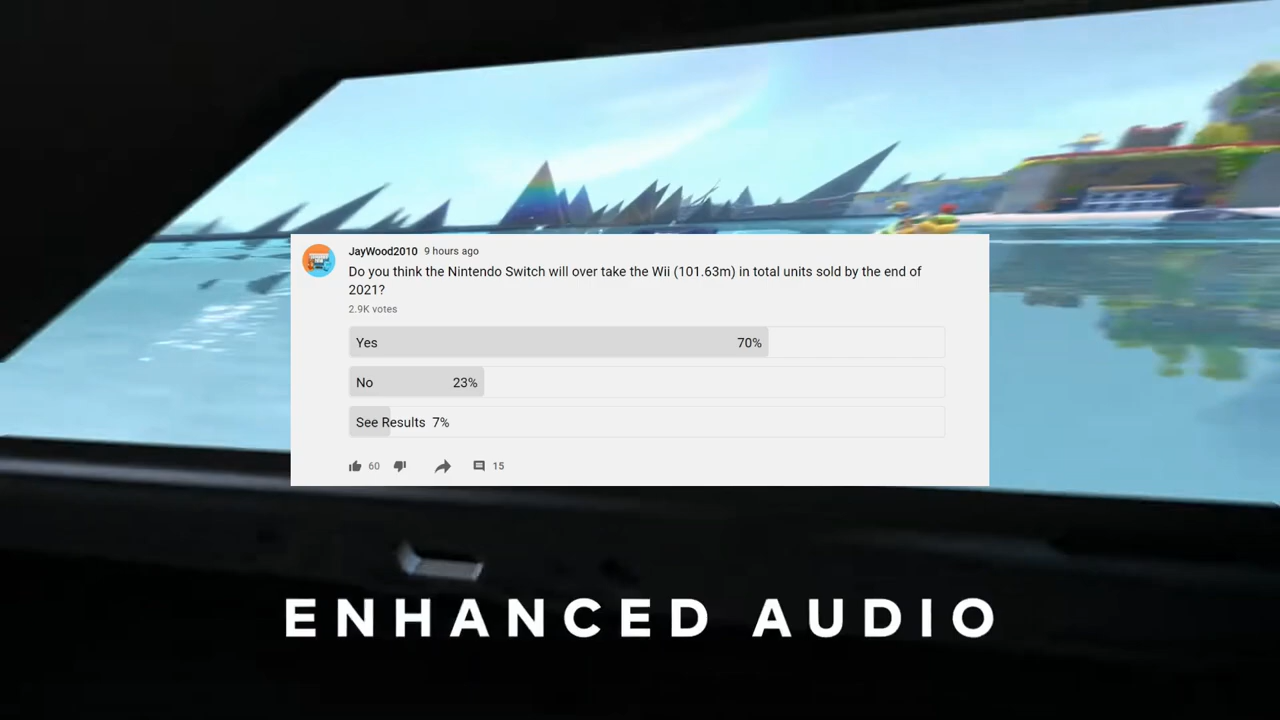 JayWood2010 9 hours ago
Do you think the Nintendo Switch will over take the Wii (101.63m) in total units sold by the end of
2021?
2.9K votes
Yes 70%
No 23%
See Results 7%
60 15
ENHANCED AUDIO